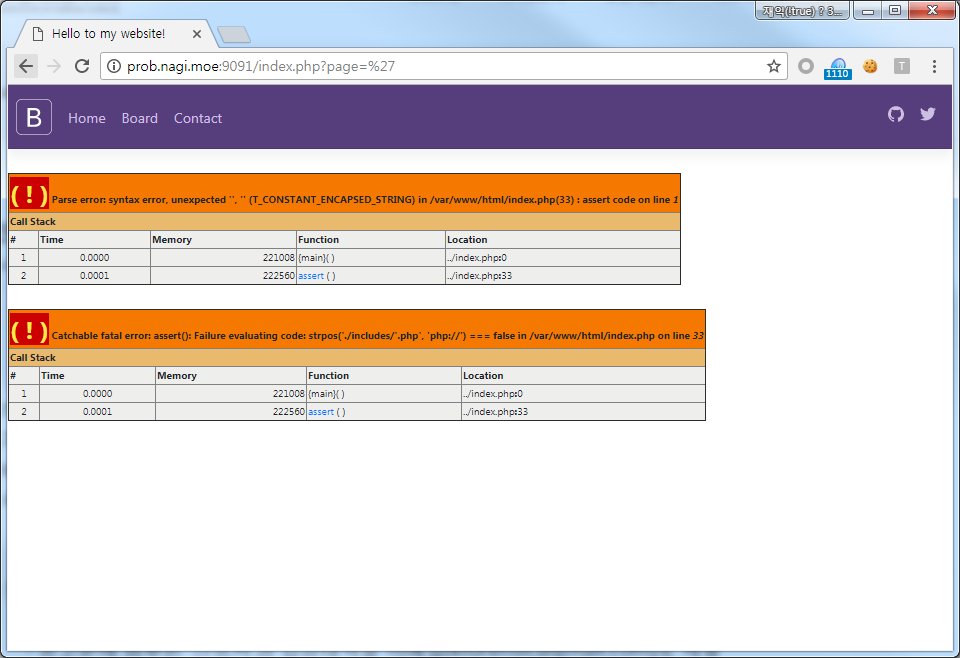 재익(!true) ? 3...
Hello to my website!
prob.nagi.moe:9091/index.php?page=%27
1110
T
B Home Board Contact
(!) Parse error: syntax error, unexpected '', '' (T_CONSTANT_ENCAPSED_STRING) in /var/www/html/index.php(33) : assert code on line 1
Call Stack
# Time Memory Function Location
1 0.0000 221008 {main}( ) ../index.php:0
2 0.0001 222560 assert ( ) ../index.php:33
(!) Catchable fatal error: assert(): Failure evaluating code: strpos('./includes/'.php', 'php://') === false in /var/www/html/index.php on line 33
Call Stack
# Time Memory Function Location
1 0.0000 221008 {main}( ) ../index.php:0
2 0.0001 222560 assert ( ) ../index.php:33